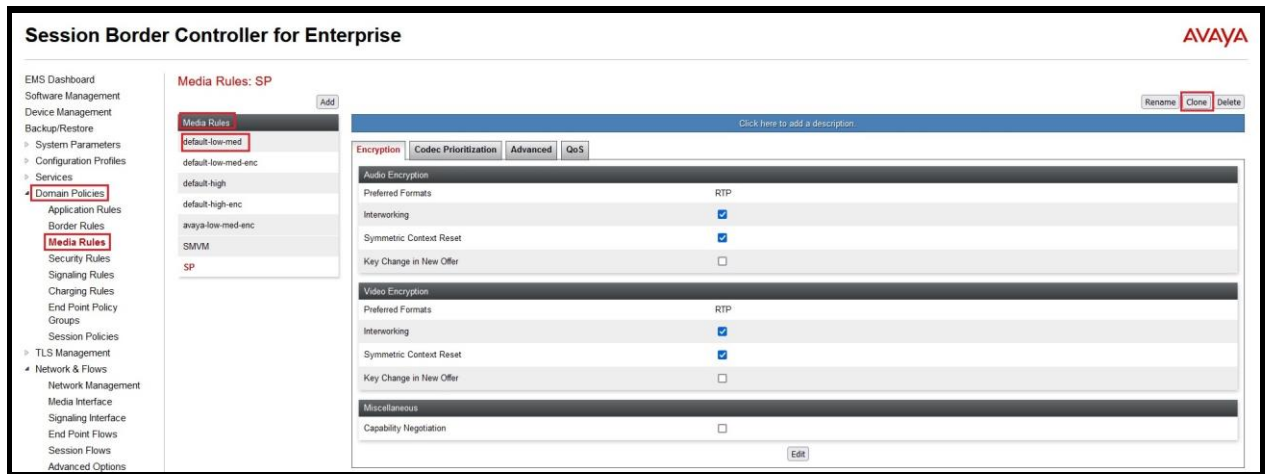 Session Border Controller for Enterprise
AVAYA
EMS Dashboard
Software Management
Device Management
Backup/Restore
System Parameters
Configuration Profiles
Services
Domain Policies
Application Rules
Border Rules
Media Rules
Security Rules
Signaling Rules
Charging Rules
End Point Policy
Groups
Session Policies
TLS Management
Network & Flows
Network Management
Media Interface
Signaling Interface
End Point Flows
Session Flows
Advanced Options
Media Rules: SP
Add
Rename Clone Delete
Media Rules
default-low-med
default-low-med-enc
default-high
default-high-enc
avaya-low-med-enc
SMVM
SP
Click here to add a description.
Encryption Codec Prioritization Advanced QoS
Audio Encryption
Preferred Formats RTP
Interworking
Symmetric Context Reset
Key Change in New Offer
Video Encryption
Preferred Formats RTP
Interworking
Symmetric Context Reset
Key Change in New Offer
Miscellaneous
Capability Negotiation
Edit